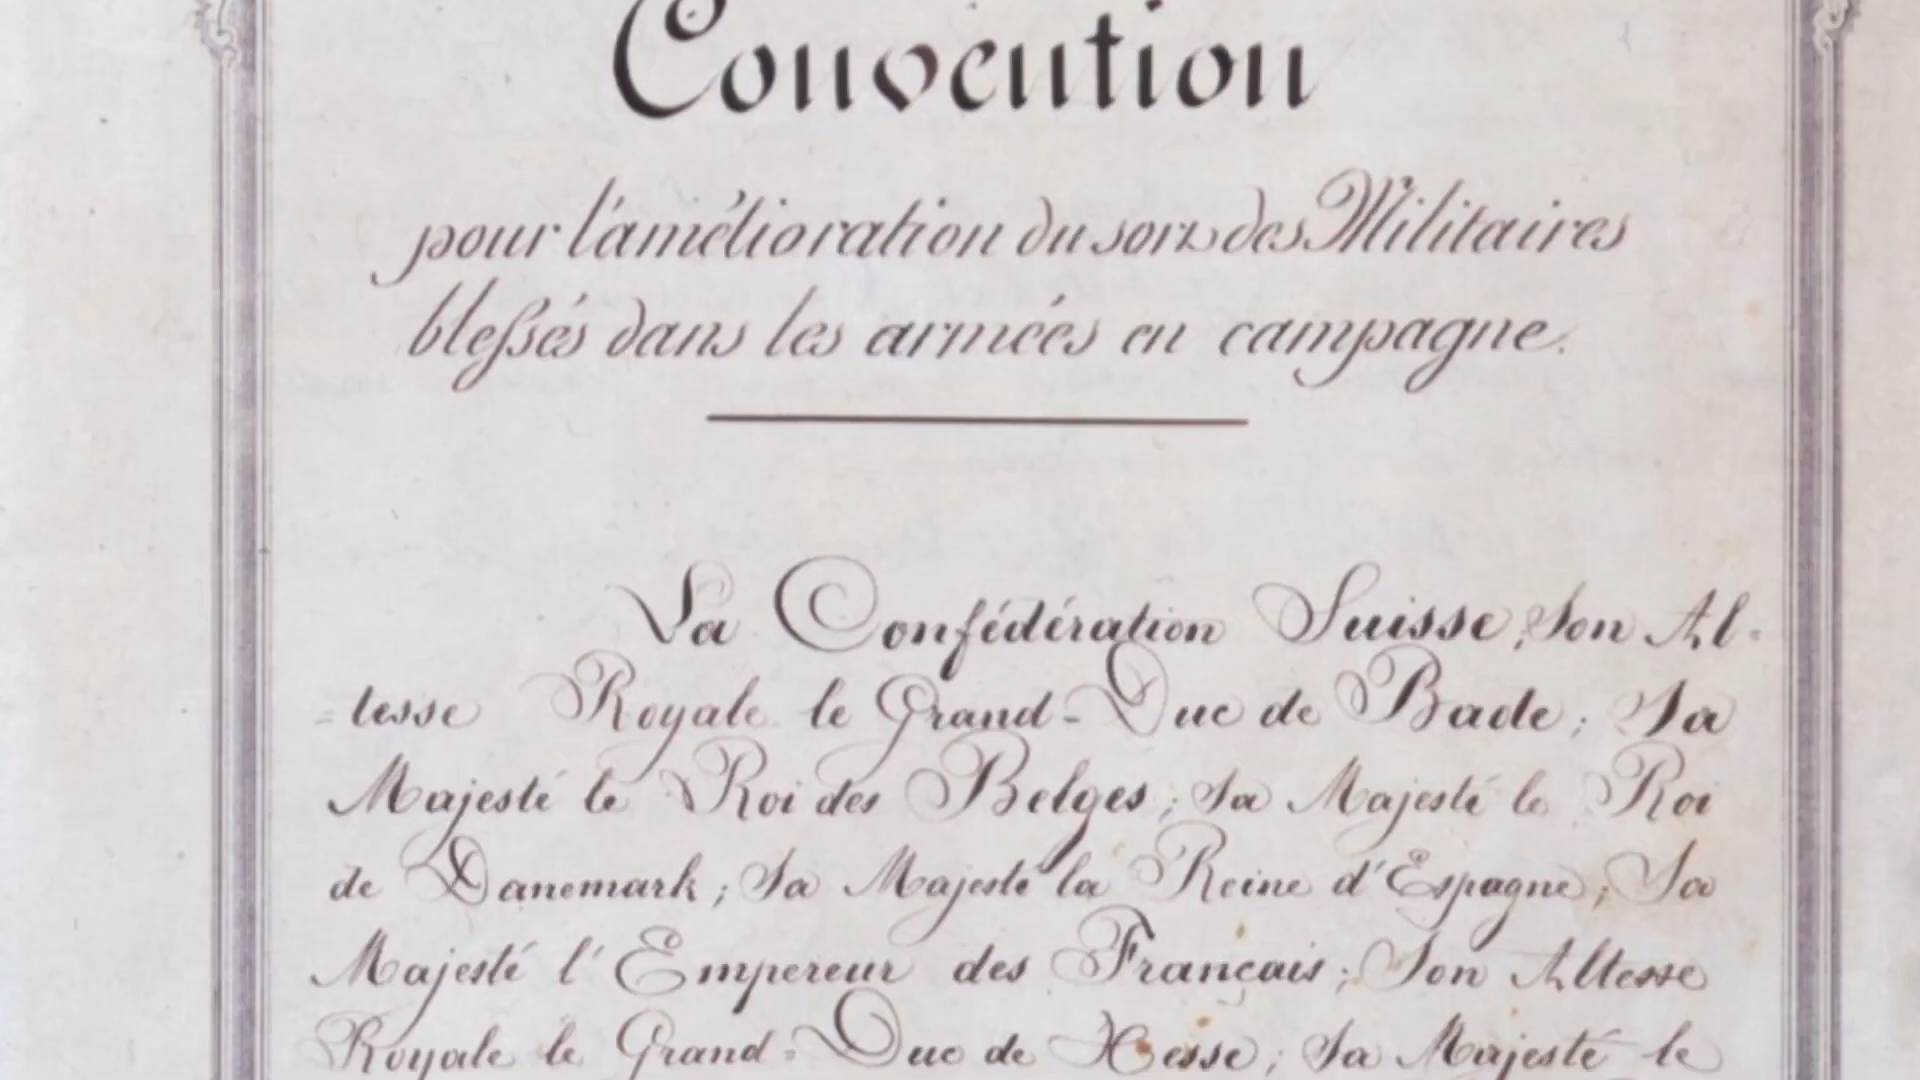 Convention
pour l'amélioration du sort des Militaires
blessés dans les armées en campagne.
La Confédération Suisse; Son Al-
-tesse Royale le Grand-Duc de Bade; Sa
Majesté le Roi des Belges; Sa Majesté le Roi
de Danemark; Sa Majesté la Reine d'Espagne; Sa
Majesté l'Empereur des Français; Son Altesse
Royale le Grand-Duc de Hesse; Sa Majesté le